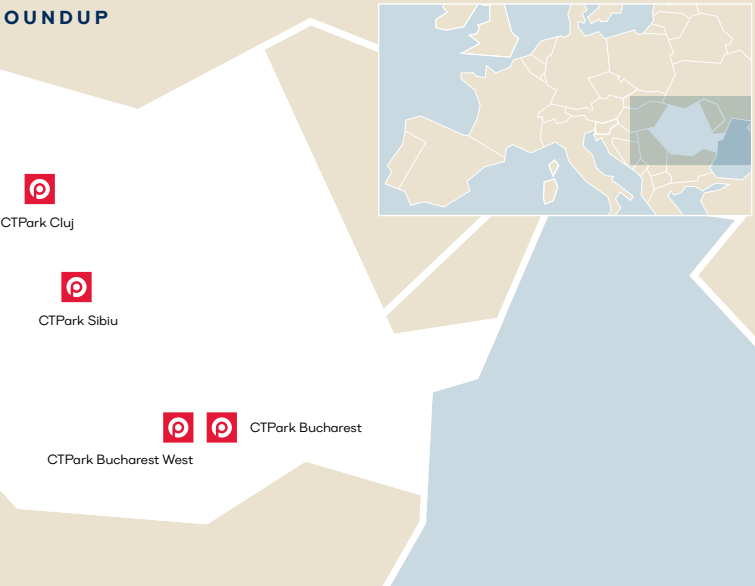 OUNDUP
CTPark Cluj
CTPark Sibiu
CTPark Bucharest
CTPark Bucharest West